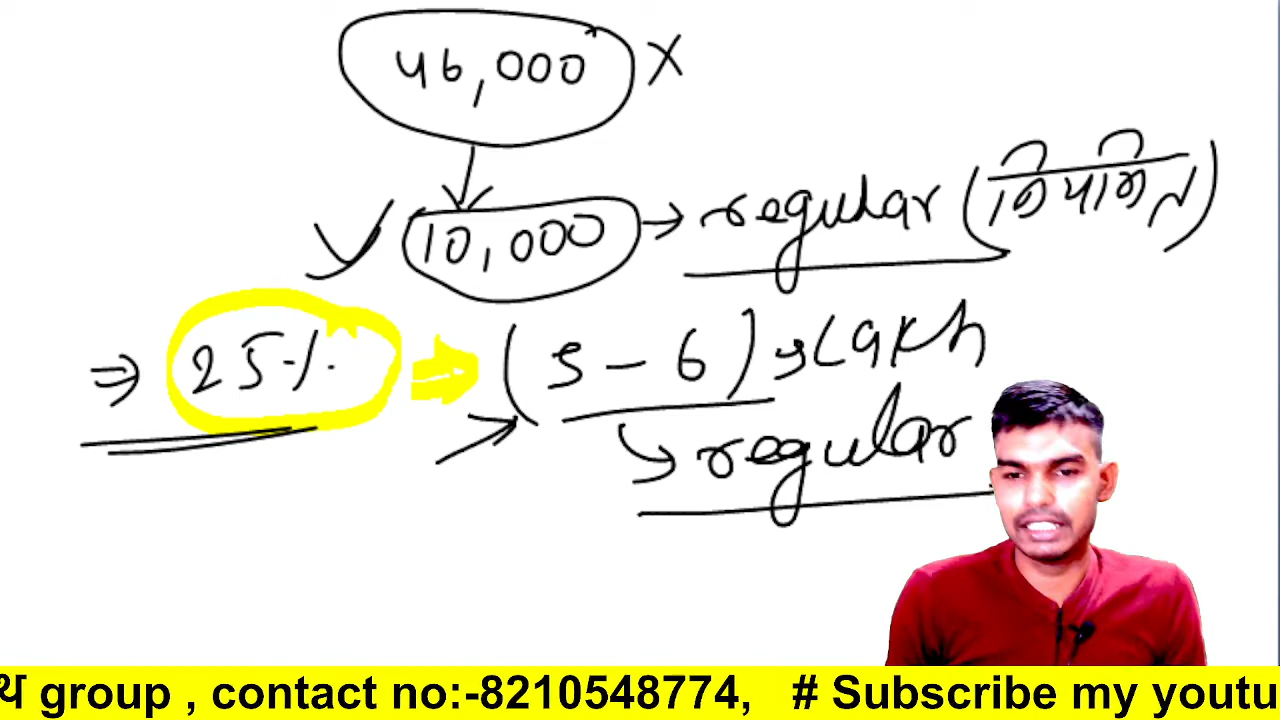 46,000 ×
✓ 10,000 → regular (नियमित)
⇒ 25% ⇒ (5-6) → Lakh
→ regular
थ group , contact no:-8210548774, # Subscribe my youtu